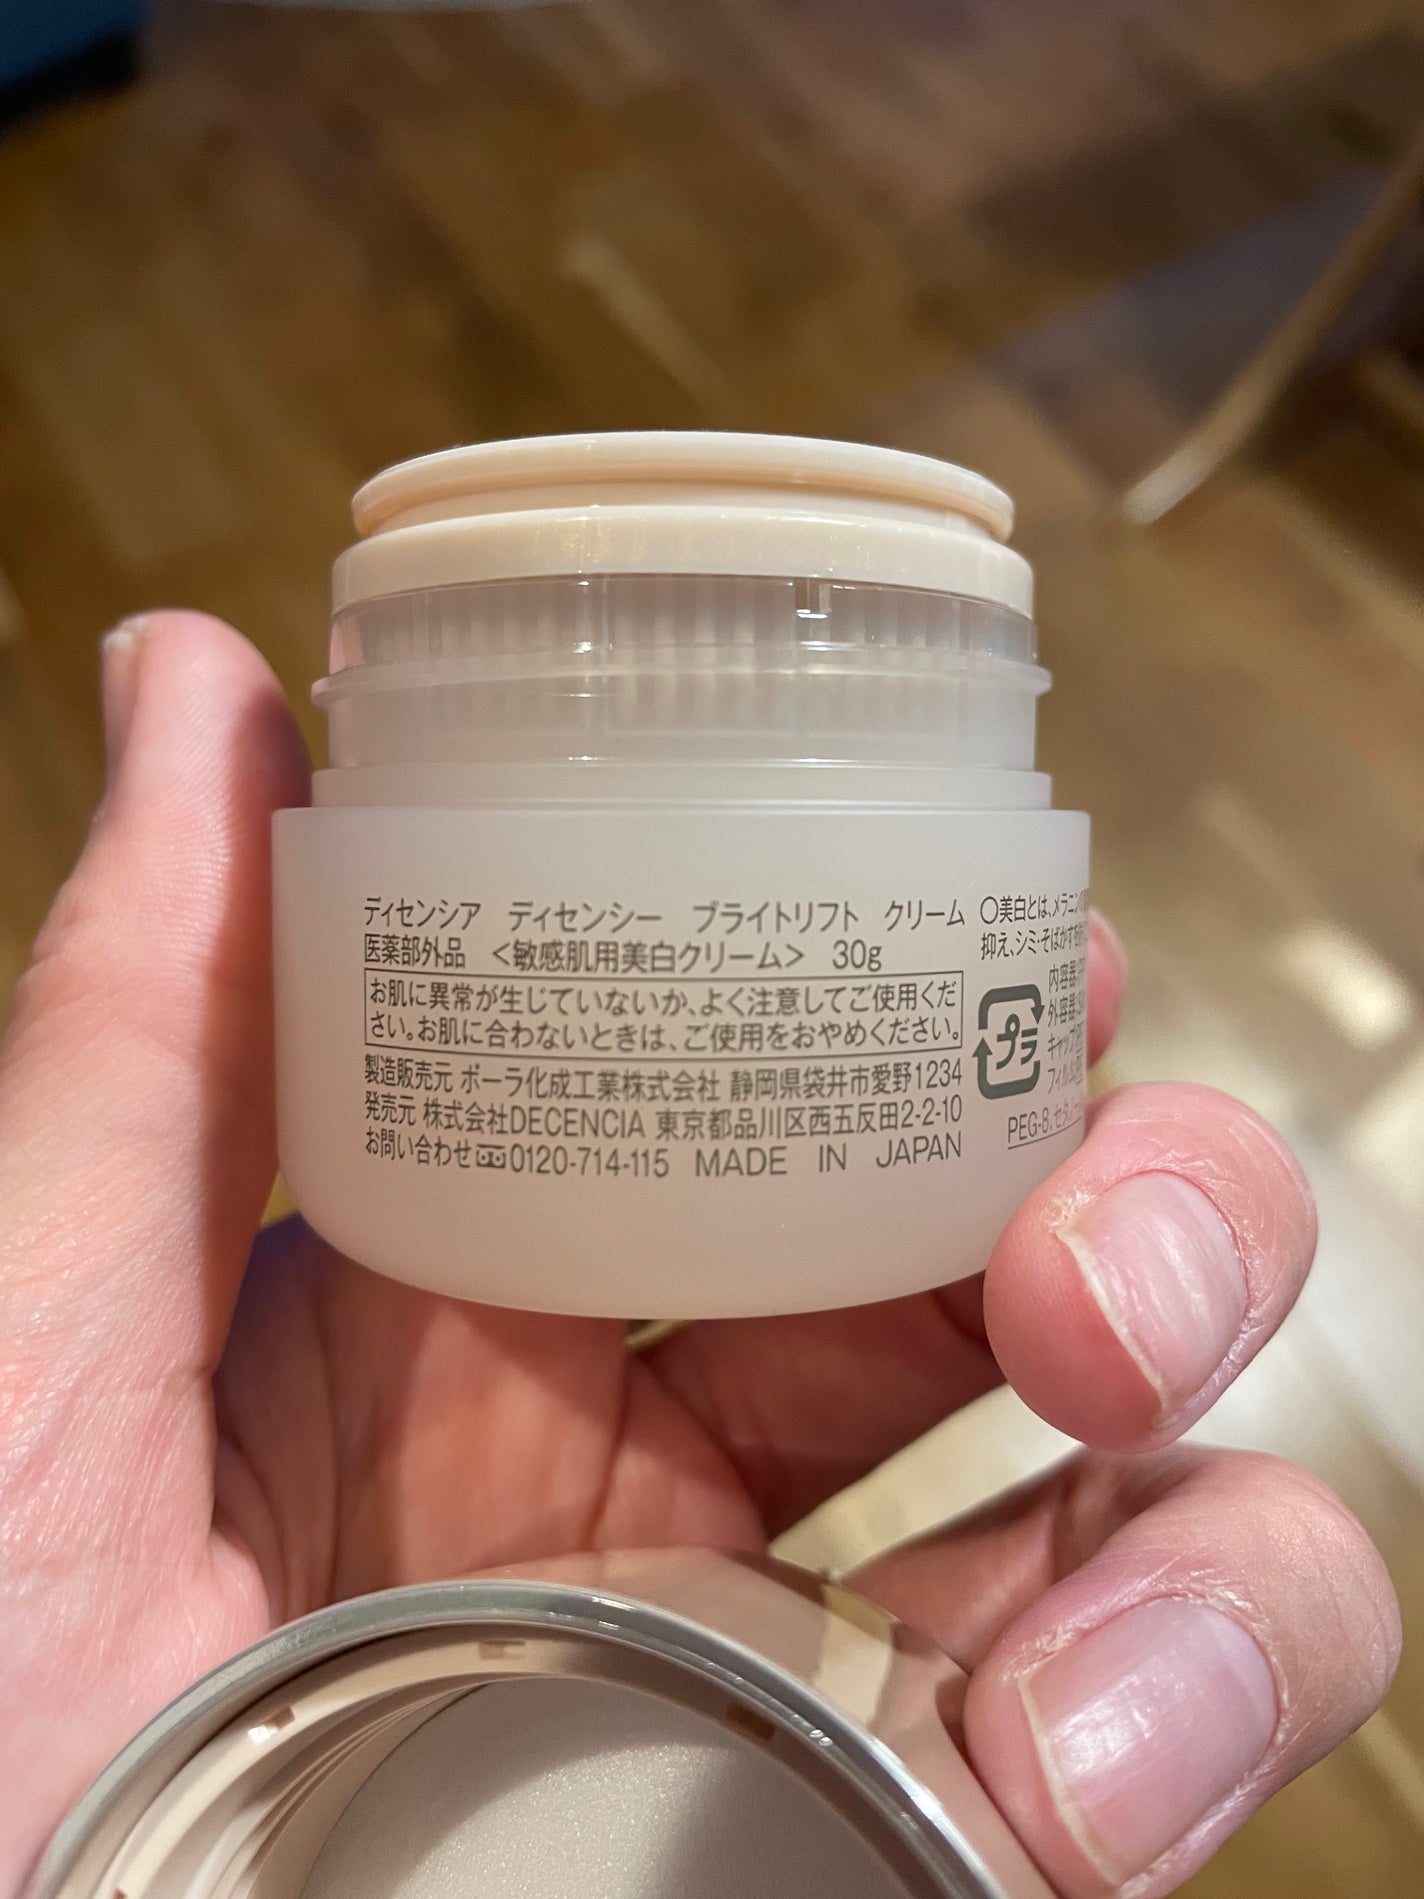 ディセンシア ディセンシー ブライトリフト クリーム
医薬部外品 <敏感肌用美白クリーム> 30g
お肌に異常が生じていないか、よく注意してご使用くだ
さい。お肌に合わないときは、ご使用をおやめください。
製造販売元 ポーラ化成工業株式会社 静岡県袋井市愛野1234
発売元 株式会社DECENCIA 東京都品川区西五反田2-2-10
お問い合わせ 0120-714-115 MADE IN JAPAN
〇美白とは、メラニン
抑え、シミ・そばかすを
プラ
内容器
外容器
キャップ
フィルム
PEG-8、セタノ